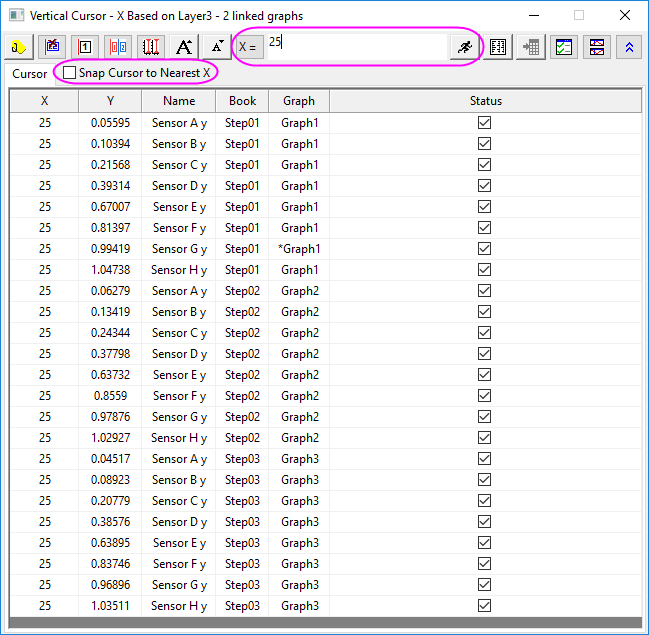 Vertical Cursor - X Based on Layer3 - 2 linked graphs
1 A A X = 25
Cursor Snap Cursor to Nearest X
X Y Name Book Graph Status
25 0.05595 Sensor A y Step01 Graph1
25 0.10394 Sensor B y Step01 Graph1
25 0.21568 Sensor C y Step01 Graph1
25 0.39314 Sensor D y Step01 Graph1
25 0.67007 Sensor E y Step01 Graph1
25 0.81397 Sensor F y Step01 Graph1
25 0.99419 Sensor G y Step01 *Graph1
25 1.04738 Sensor H y Step01 Graph1
25 0.06279 Sensor A y Step02 Graph2
25 0.13419 Sensor B y Step02 Graph2
25 0.24344 Sensor C y Step02 Graph2
25 0.37798 Sensor D y Step02 Graph2
25 0.63732 Sensor E y Step02 Graph2
25 0.8559 Sensor F y Step02 Graph2
25 0.97876 Sensor G y Step02 Graph2
25 1.02927 Sensor H y Step02 Graph2
25 0.04517 Sensor A y Step03 Graph3
25 0.08923 Sensor B y Step03 Graph3
25 0.20779 Sensor C y Step03 Graph3
25 0.38576 Sensor D y Step03 Graph3
25 0.63895 Sensor E y Step03 Graph3
25 0.83746 Sensor F y Step03 Graph3
25 0.96896 Sensor G y Step03 Graph3
25 1.03511 Sensor H y Step03 Graph3